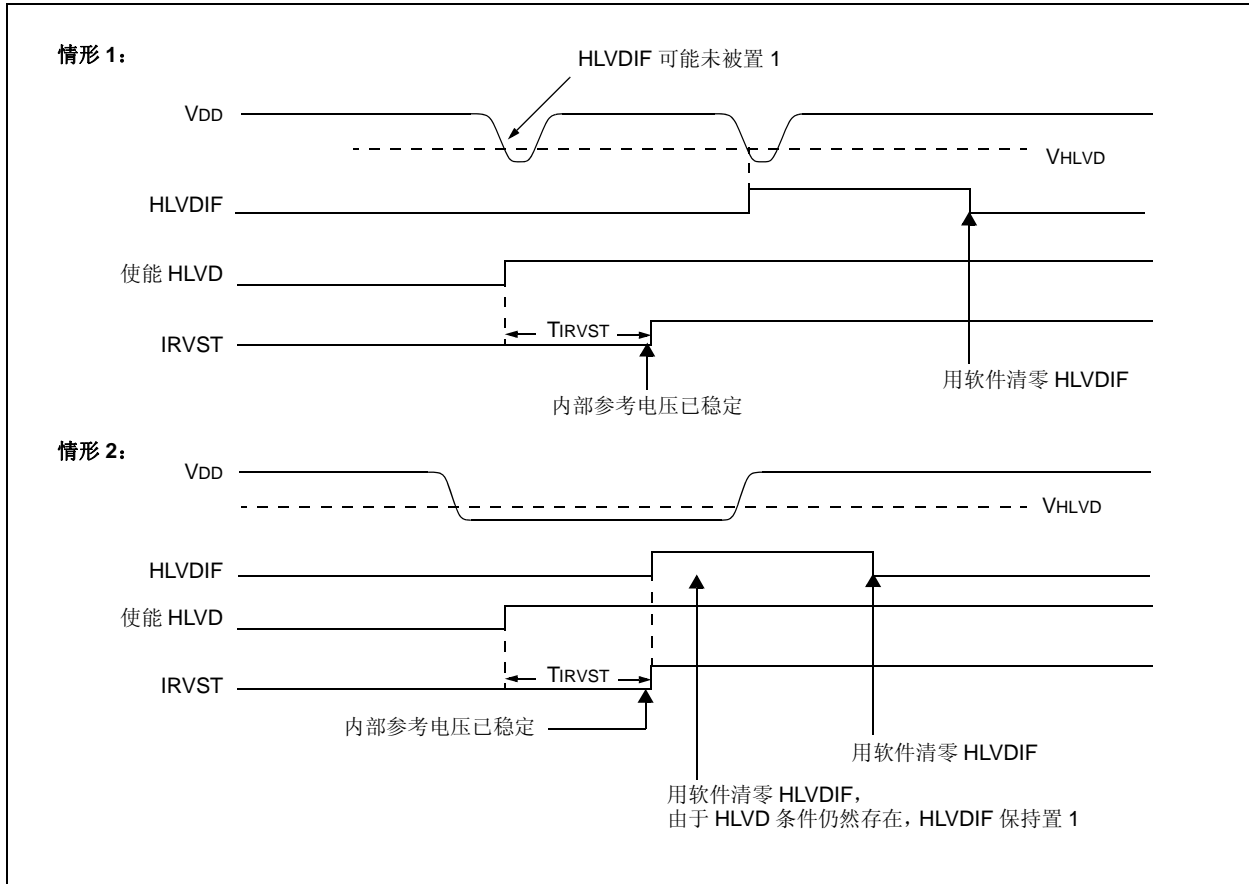 情形 1：
HLVDIF 可能未被置 1
VDD
VHLVD
HLVDIF
使能 HLVD
TIRVST
IRVST
用软件清零 HLVDIF
内部参考电压已稳定
情形 2：
VDD
VHLVD
HLVDIF
使能 HLVD
TIRVST
IRVST
内部参考电压已稳定
用软件清零 HLVDIF
用软件清零 HLVDIF，
由于 HLVD 条件仍然存在，HLVDIF 保持置 1